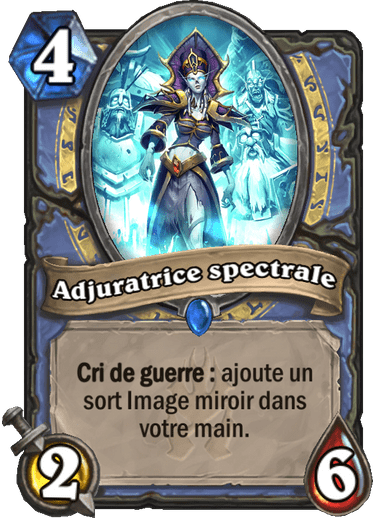 4
Adjuratrice spectrale
Cri de guerre : ajoute un
sort Image miroir dans
votre main.
2
6